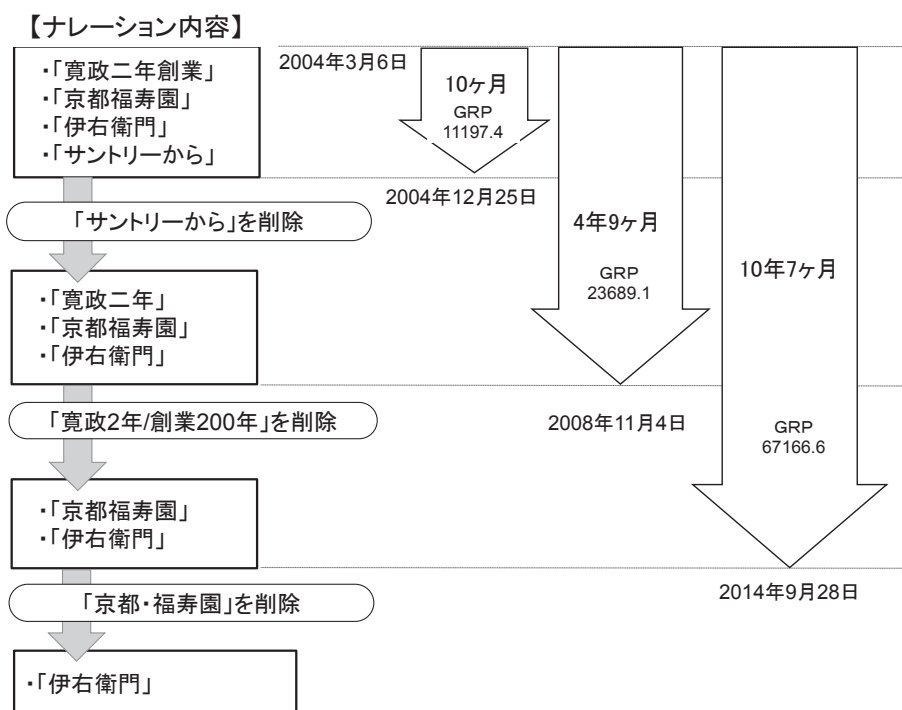 【ナレーション内容】
・「寛政二年創業」
・「京都福寿園」
・「伊右衛門」
・「サントリーから」
2004年3月6日
10ヶ月
GRP
11197.4
2004年12月25日
「サントリーから」を削除
4年9ヶ月
GRP
23689.1
10年7ヶ月
・「寛政二年」
・「京都福寿園」
・「伊右衛門」
「寛政2年/創業200年」を削除
2008年11月4日
GRP
67166.6
・「京都福寿園」
・「伊右衛門」
2014年9月28日
「京都・福寿園」を削除
・「伊右衛門」